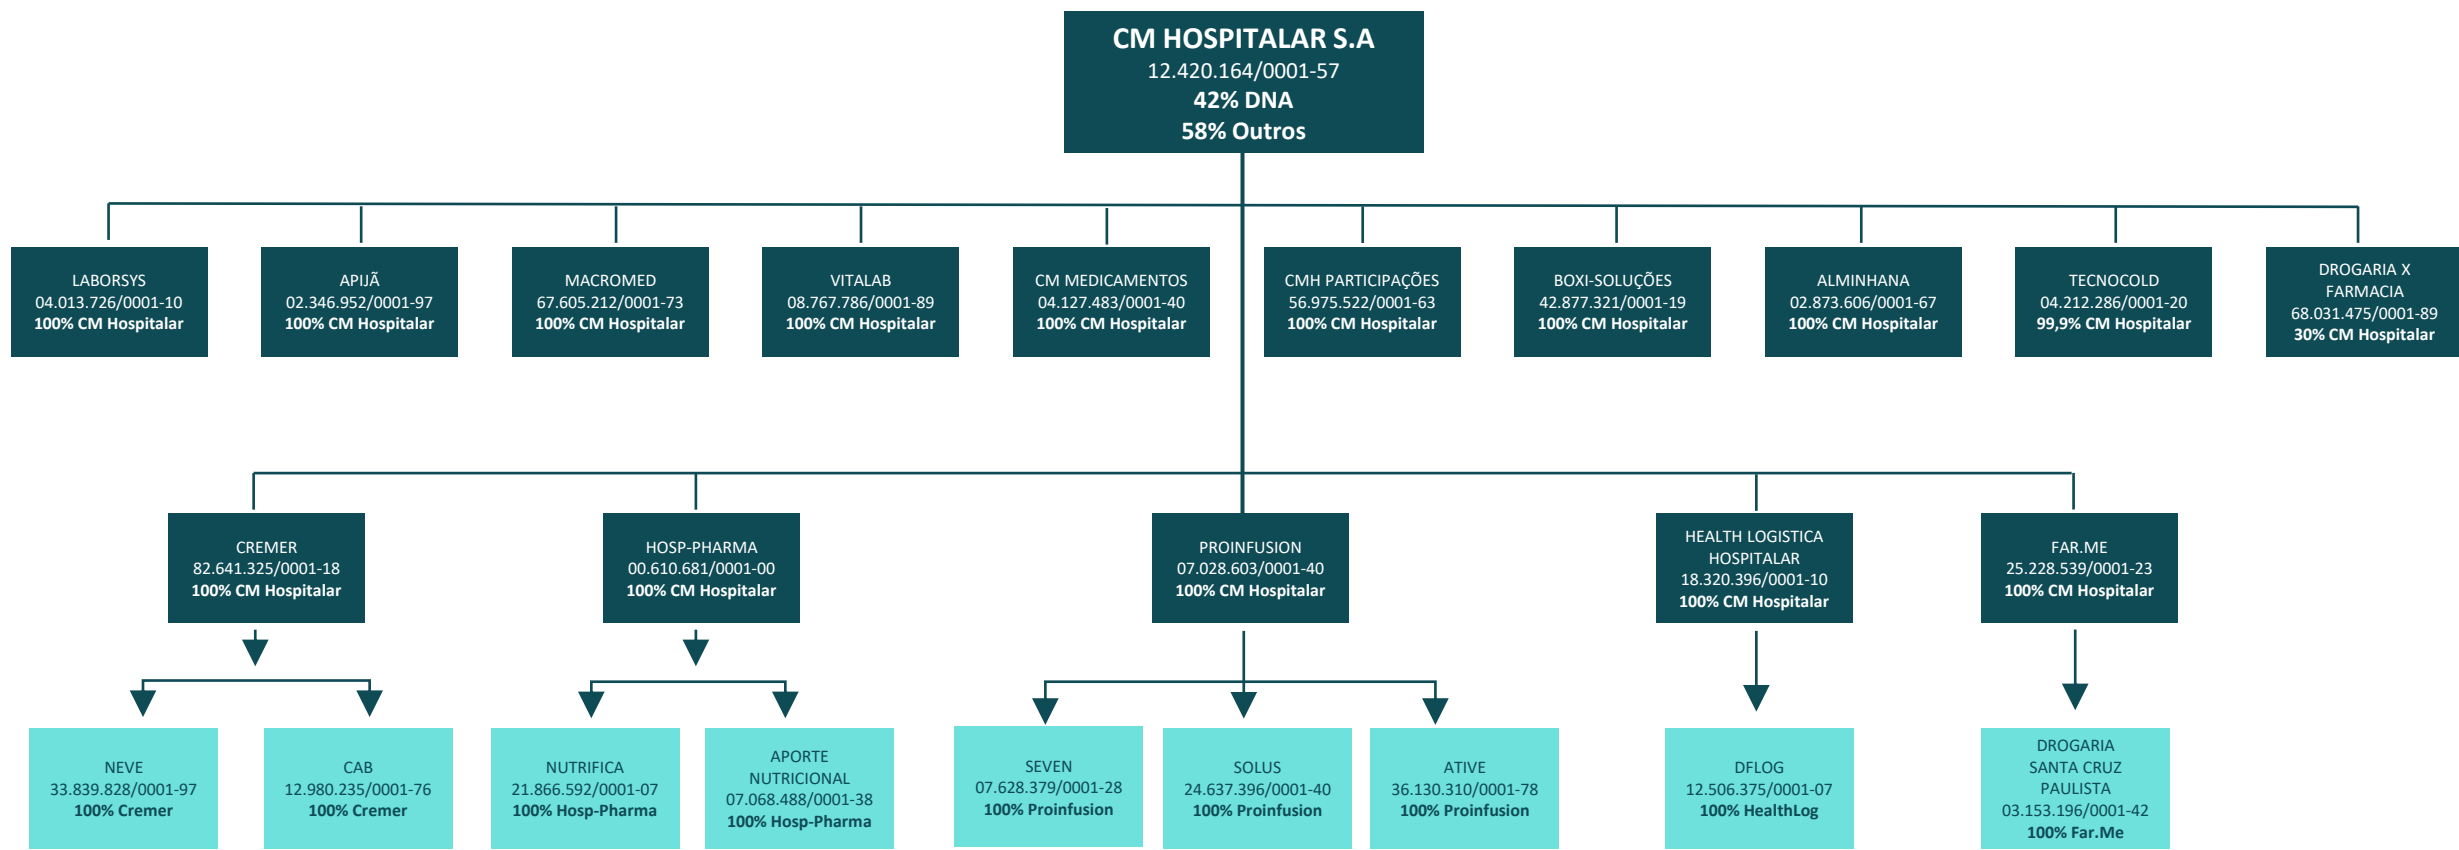 CM HOSPITALAR S.A
12.420.164/0001-57
42% DNA
58% Outros
LABORSYS
04.013.726/0001-10
100% CM Hospitalar
APIJÃ
02.346.952/0001-97
100% CM Hospitalar
MACROMED
67.605.212/0001-73
100% CM Hospitalar
VITALAB
08.767.786/0001-89
100% CM Hospitalar
CM MEDICAMENTOS
04.127.483/0001-40
100% CM Hospitalar
CMH PARTICIPAÇÕES
56.975.522/0001-63
100% CM Hospitalar
BOXI-SOLUÇÕES
42.877.321/0001-19
100% CM Hospitalar
ALMINHANA
02.873.606/0001-67
100% CM Hospitalar
TECNOCOLD
04.212.286/0001-20
99,9% CM Hospitalar
DROGARIA X
FARMACIA
68.031.475/0001-89
30% CM Hospitalar
CREMER
82.641.325/0001-18
100% CM Hospitalar
HOSP-PHARMA
00.610.681/0001-00
100% CM Hospitalar
PROINFUSION
07.028.603/0001-40
100% CM Hospitalar
HEALTH LOGISTICA
HOSPITALAR
18.320.396/0001-10
100% CM Hospitalar
FAR.ME
25.228.539/0001-23
100% CM Hospitalar
NEVE
33.839.828/0001-97
100% Cremer
CAB
12.980.235/0001-76
100% Cremer
NUTRIFICA
21.866.592/0001-07
100% Hosp-Pharma
APORTE
NUTRICIONAL
07.068.488/0001-38
100% Hosp-Pharma
SEVEN
07.628.379/0001-28
100% Proinfusion
SOLUS
24.637.396/0001-40
100% Proinfusion
ATIVE
36.130.310/0001-78
100% Proinfusion
DFLOG
12.506.375/0001-07
100% HealthLog
DROGARIA
SANTA CRUZ
PAULISTA
03.153.196/0001-42
100% Far.Me